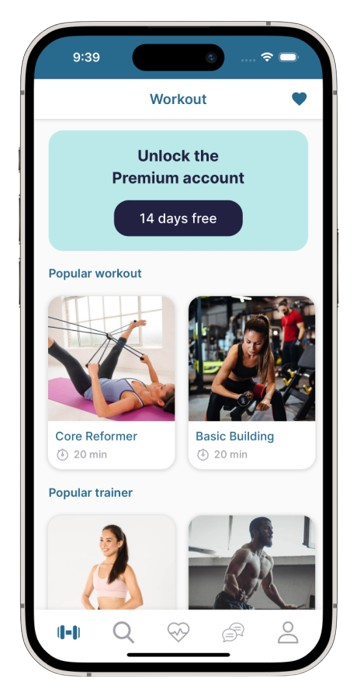 9:39
Workout
Unlock the
Premium account
14 days free
Popular workout
Core Reformer
20 min
Basic Building
20 min
Popular trainer